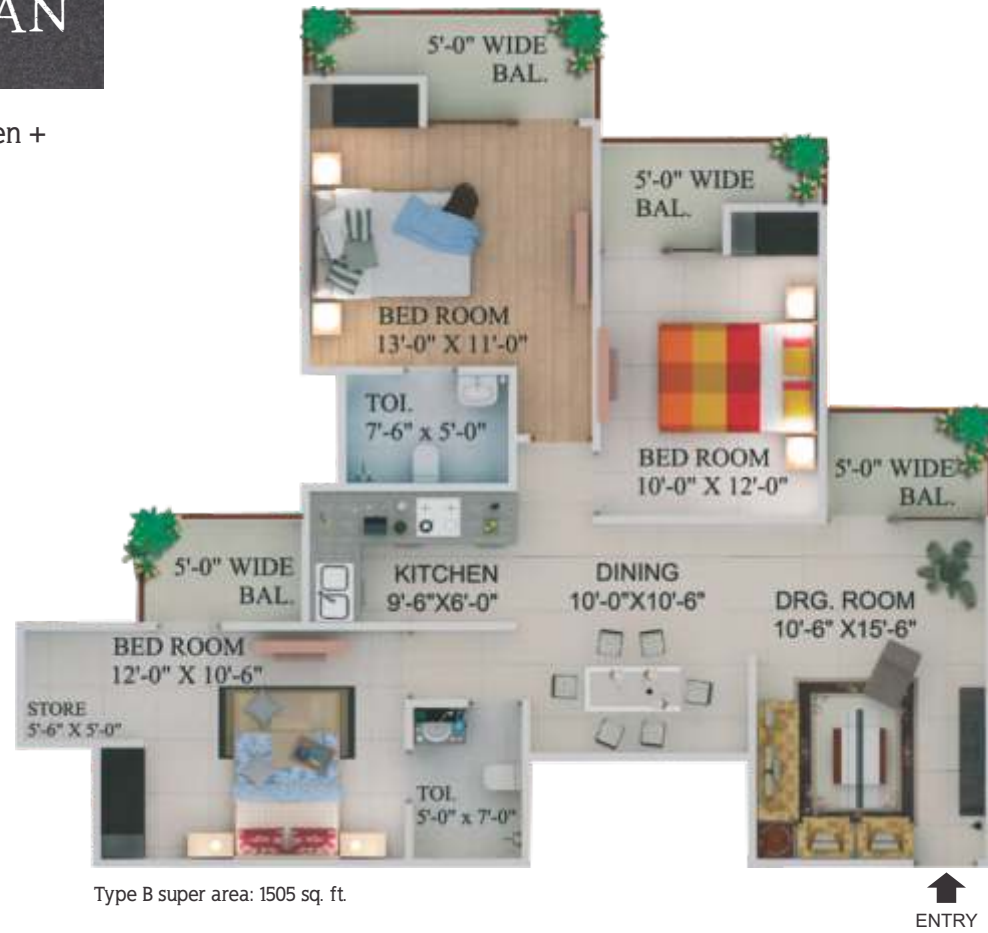 AN
en +
5'-0" WIDE
BAL.
5'-0" WIDE
BAL.
BED ROOM
13'-0" X 11'-0"
TOI.
7'-6" x 5'-0"
BED ROOM
10'-0" X 12'-0"
5'-0" WIDE
BAL.
5'-0" WIDE
BAL.
KITCHEN
9'-6"X6'-0"
DINING
10'-0"X10'-6"
DRG. ROOM
10'-6" X15'-6"
BED ROOM
12'-0" X 10'-6"
STORE
5'-6" X 5'-0"
TOI.
5'-0" x 7'-0"
Type B super area: 1505 sq. ft.
ENTRY